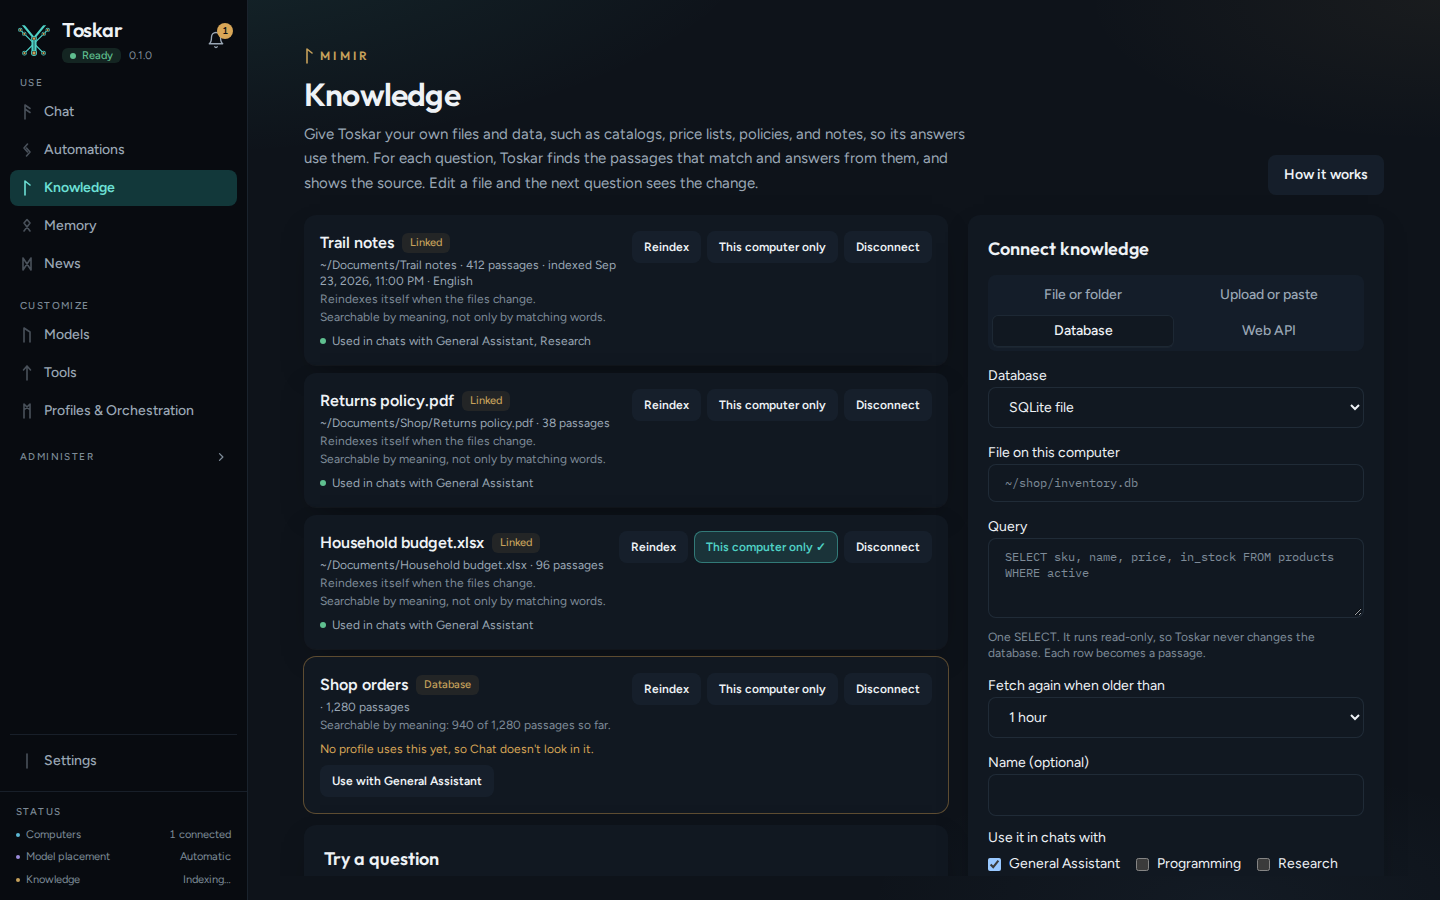 Toskar
Ready 0.1.0
1
USE
Chat
Automations
Knowledge
Memory
News
CUSTOMIZE
Models
Tools
Profiles & Orchestration
ADMINISTER
Settings
STATUS
Computers 1 connected
Model placement Automatic
Knowledge Indexing…
MIMIR
Knowledge
Give Toskar your own files and data, such as catalogs, price lists, policies, and notes, so its answers
use them. For each question, Toskar finds the passages that match and answers from them, and
shows the source. Edit a file and the next question sees the change.
How it works
Trail notes Linked
Reindex This computer only Disconnect
~/Documents/Trail notes · 412 passages · indexed Sep
23, 2026, 11:00 PM · English
Reindexes itself when the files change.
Searchable by meaning, not only by matching words.
Used in chats with General Assistant, Research
Returns policy.pdf Linked
Reindex This computer only Disconnect
~/Documents/Shop/Returns policy.pdf · 38 passages
Reindexes itself when the files change.
Searchable by meaning, not only by matching words.
Used in chats with General Assistant
Household budget.xlsx Linked
Reindex This computer only ✓ Disconnect
~/Documents/Household budget.xlsx · 96 passages
Reindexes itself when the files change.
Searchable by meaning, not only by matching words.
Used in chats with General Assistant
Shop orders Database
Reindex This computer only Disconnect
· 1,280 passages
Searchable by meaning: 940 of 1,280 passages so far.
No profile uses this yet, so Chat doesn't look in it.
Use with General Assistant
Try a question
Connect knowledge
File or folder Upload or paste
Database Web API
Database
SQLite file
File on this computer
~/shop/inventory.db
Query
SELECT sku, name, price, in_stock FROM products
WHERE active
One SELECT. It runs read-only, so Toskar never changes the
database. Each row becomes a passage.
Fetch again when older than
1 hour
Name (optional)
Use it in chats with
General Assistant Programming Research